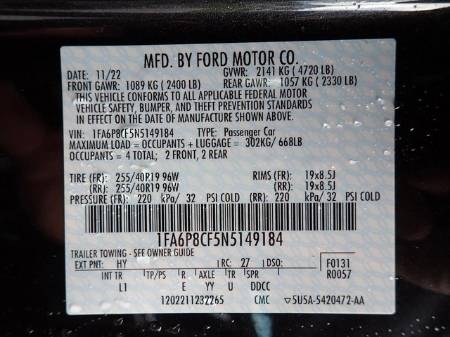 MFD. BY FORD MOTOR CO.
DATE: 11/22 GVWR: 2141 KG ( 4720 LB)
FRONT GAWR: 1089 KG ( 2400 LB) REAR GAWR: 1057 KG ( 2330 LB)
THIS VEHICLE CONFORMS TO ALL APPLICABLE FEDERAL MOTOR
VEHICLE SAFETY, BUMPER, AND THEFT PREVENTION STANDARDS
IN EFFECT ON THE DATE OF MANUFACTURE SHOWN ABOVE.
VIN: 1FA6P8CF5N5149184 TYPE: Passenger Car
MAXIMUM LOAD = OCCUPANTS + LUGGAGE = 302KG/ 668LB
OCCUPANTS = 4 TOTAL; 2 FRONT, 2 REAR
TIRE (FR): 255/40R19 96W RIMS (FR): 19x8.5J
(RR): 255/40R19 96W (RR): 19x8.5J
PRESSURE (FR) 220 kPa/ 32 PSI COLD (RR) 220 kPa/ 32 PSI COLD
1FA6P8CF5N5149184
TRAILER TOWING - SEE OWNER GUIDE
EXT PNT: HY RC: 27 DSO: F0131
INT TR TP/PS R AXLE TR SPR R0057
L1 E YY U DDCC
1202211232265 CMC 5U5A-5420472-AA